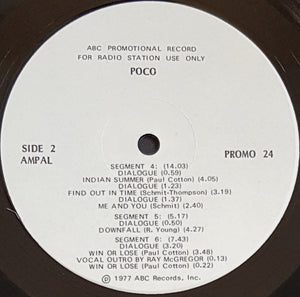 ABC PROMOTIONAL RECORD
FOR RADIO STATION USE ONLY
POCO
SIDE 2
AMPAL
PROMO 24
SEGMENT 4: (14.03)
DIALOGUE (0.59)
INDIAN SUMMER (Paul Cotton) (4.05)
DIALOGUE (1.23)
FIND OUT IN TIME (Schmit-Thompson) (3.19)
DIALOGUE (1.37)
ME AND YOU (Schmit) (2.40)
SEGMENT 5: (5.17)
DIALOGUE (0.50)
DOWNFALL (R. Young) (4.27)
SEGMENT 6: (7.43)
DIALOGUE (3.20)
WIN OR LOSE (Paul Cotton) (3.48)
VOCAL OUTRO BY RAY McGREGOR (0.13)
WIN OR LOSE (Paul Cotton) (0.22)
Ⓟ 1977 ABC Records, Inc.